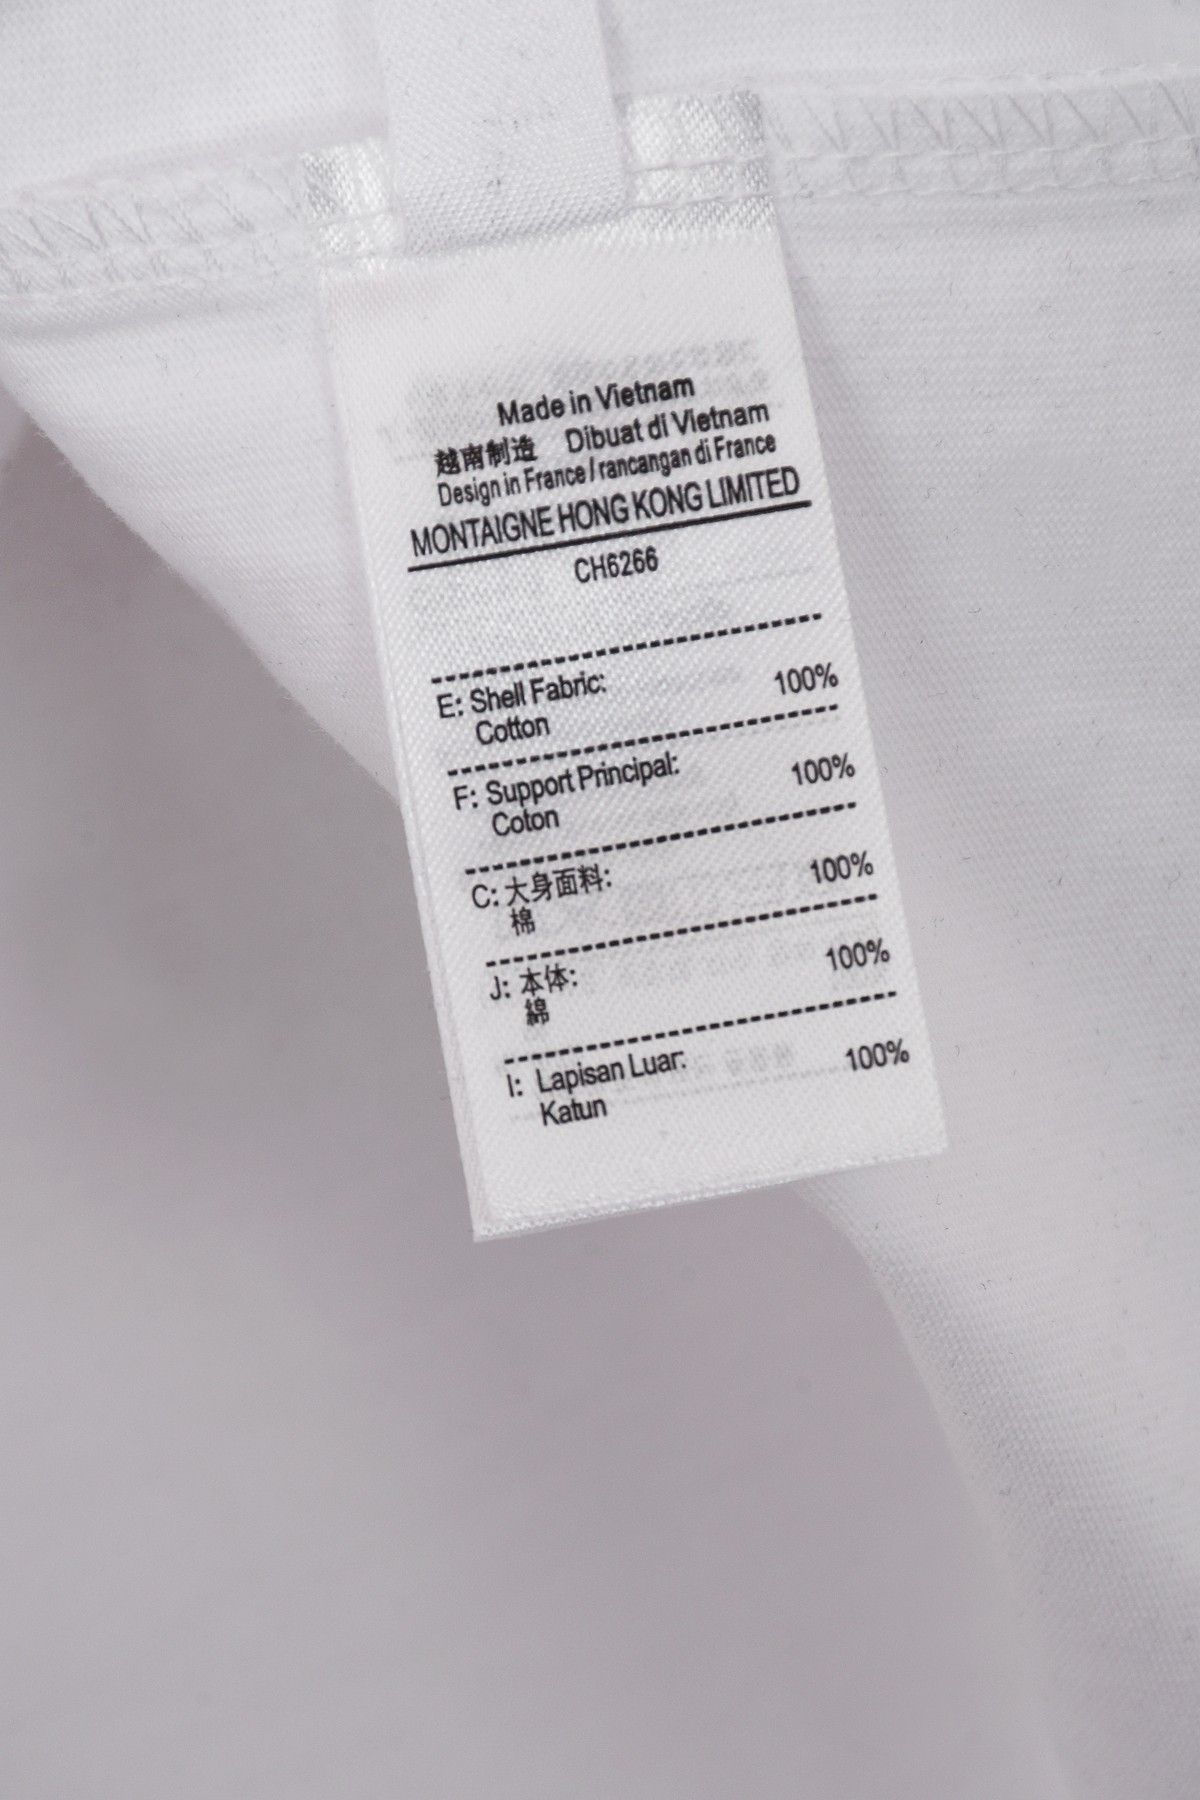 Made in Vietnam
越南制造 Dibuat di Vietnam
Design in France / rancangan di France
MONTAIGNE HONG KONG LIMITED
CH6266
E: Shell Fabric:
Cotton 100%
F: Support Principal:
Coton 100%
C: 大身面料:
棉 100%
J: 本体:
綿 100%
I: Lapisan Luar:
Katun 100%